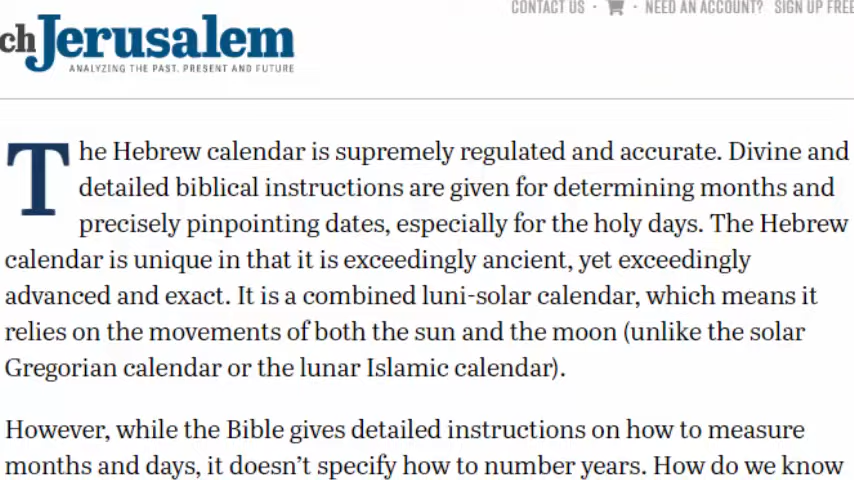 CONTACT US · · NEED AN ACCOUNT? SIGN UP FREE
ch Jerusalem
ANALYZING THE PAST, PRESENT AND FUTURE
The Hebrew calendar is supremely regulated and accurate. Divine and
detailed biblical instructions are given for determining months and
precisely pinpointing dates, especially for the holy days. The Hebrew
calendar is unique in that it is exceedingly ancient, yet exceedingly
advanced and exact. It is a combined luni-solar calendar, which means it
relies on the movements of both the sun and the moon (unlike the solar
Gregorian calendar or the lunar Islamic calendar).
However, while the Bible gives detailed instructions on how to measure
months and days, it doesn’t specify how to number years. How do we know